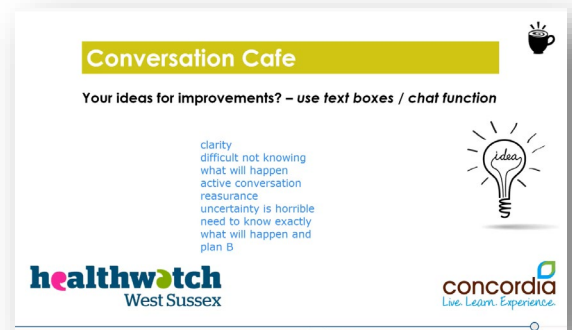 Conversation Cafe
Your ideas for improvements? – use text boxes / chat function
clarity
difficult not knowing
what will happen
active conversation
reasurance
uncertainty is horrible
need to know exactly
what will happen and
plan B
idea
healthwatch
West Sussex
concordia
Live. Learn. Experience.